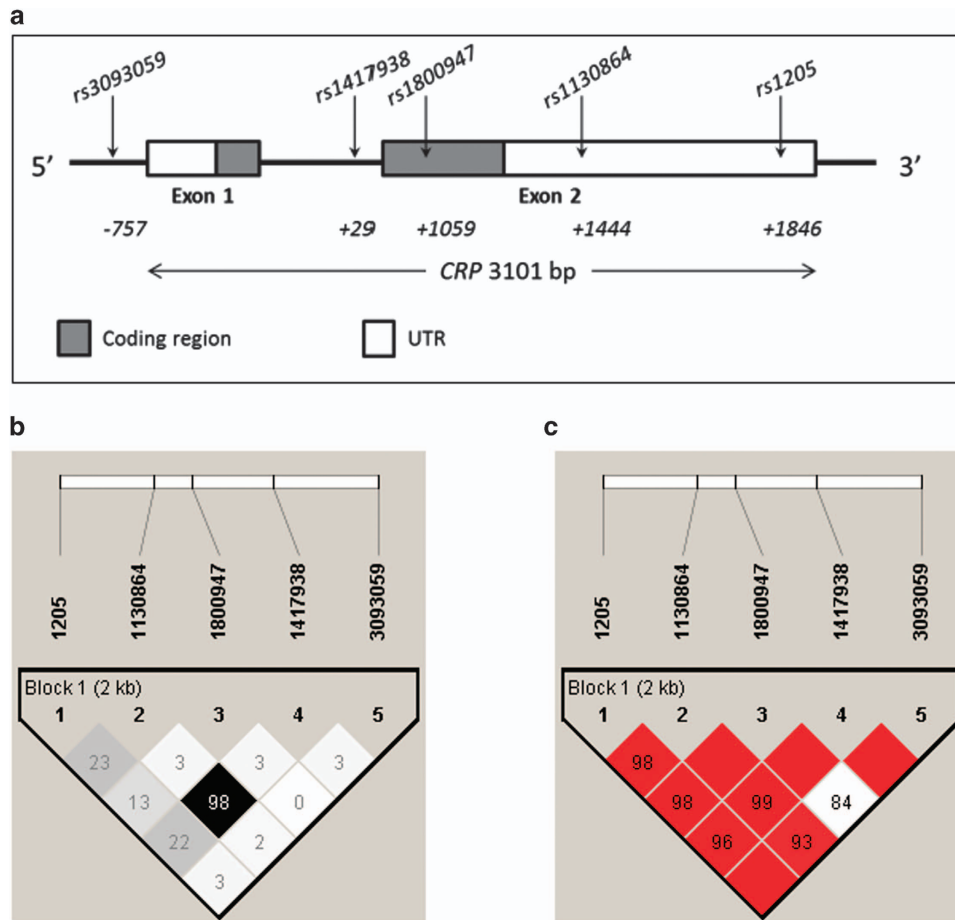 a
rs3093059 rs1417938 rs1800947 rs1130864 rs1205
5′ 3′
Exon 1 Exon 2
-757 +29 +1059 +1444 +1846
CRP 3101 bp
Coding region UTR
b
1205 1130864 1800947 1417938 3093059
Block 1 (2 kb)
1 2 3 4 5
23 3 3 3
13 98 0
22 2
3
c
1205 1130864 1800947 1417938 3093059
Block 1 (2 kb)
1 2 3 4 5
98
98 99 84
96 93